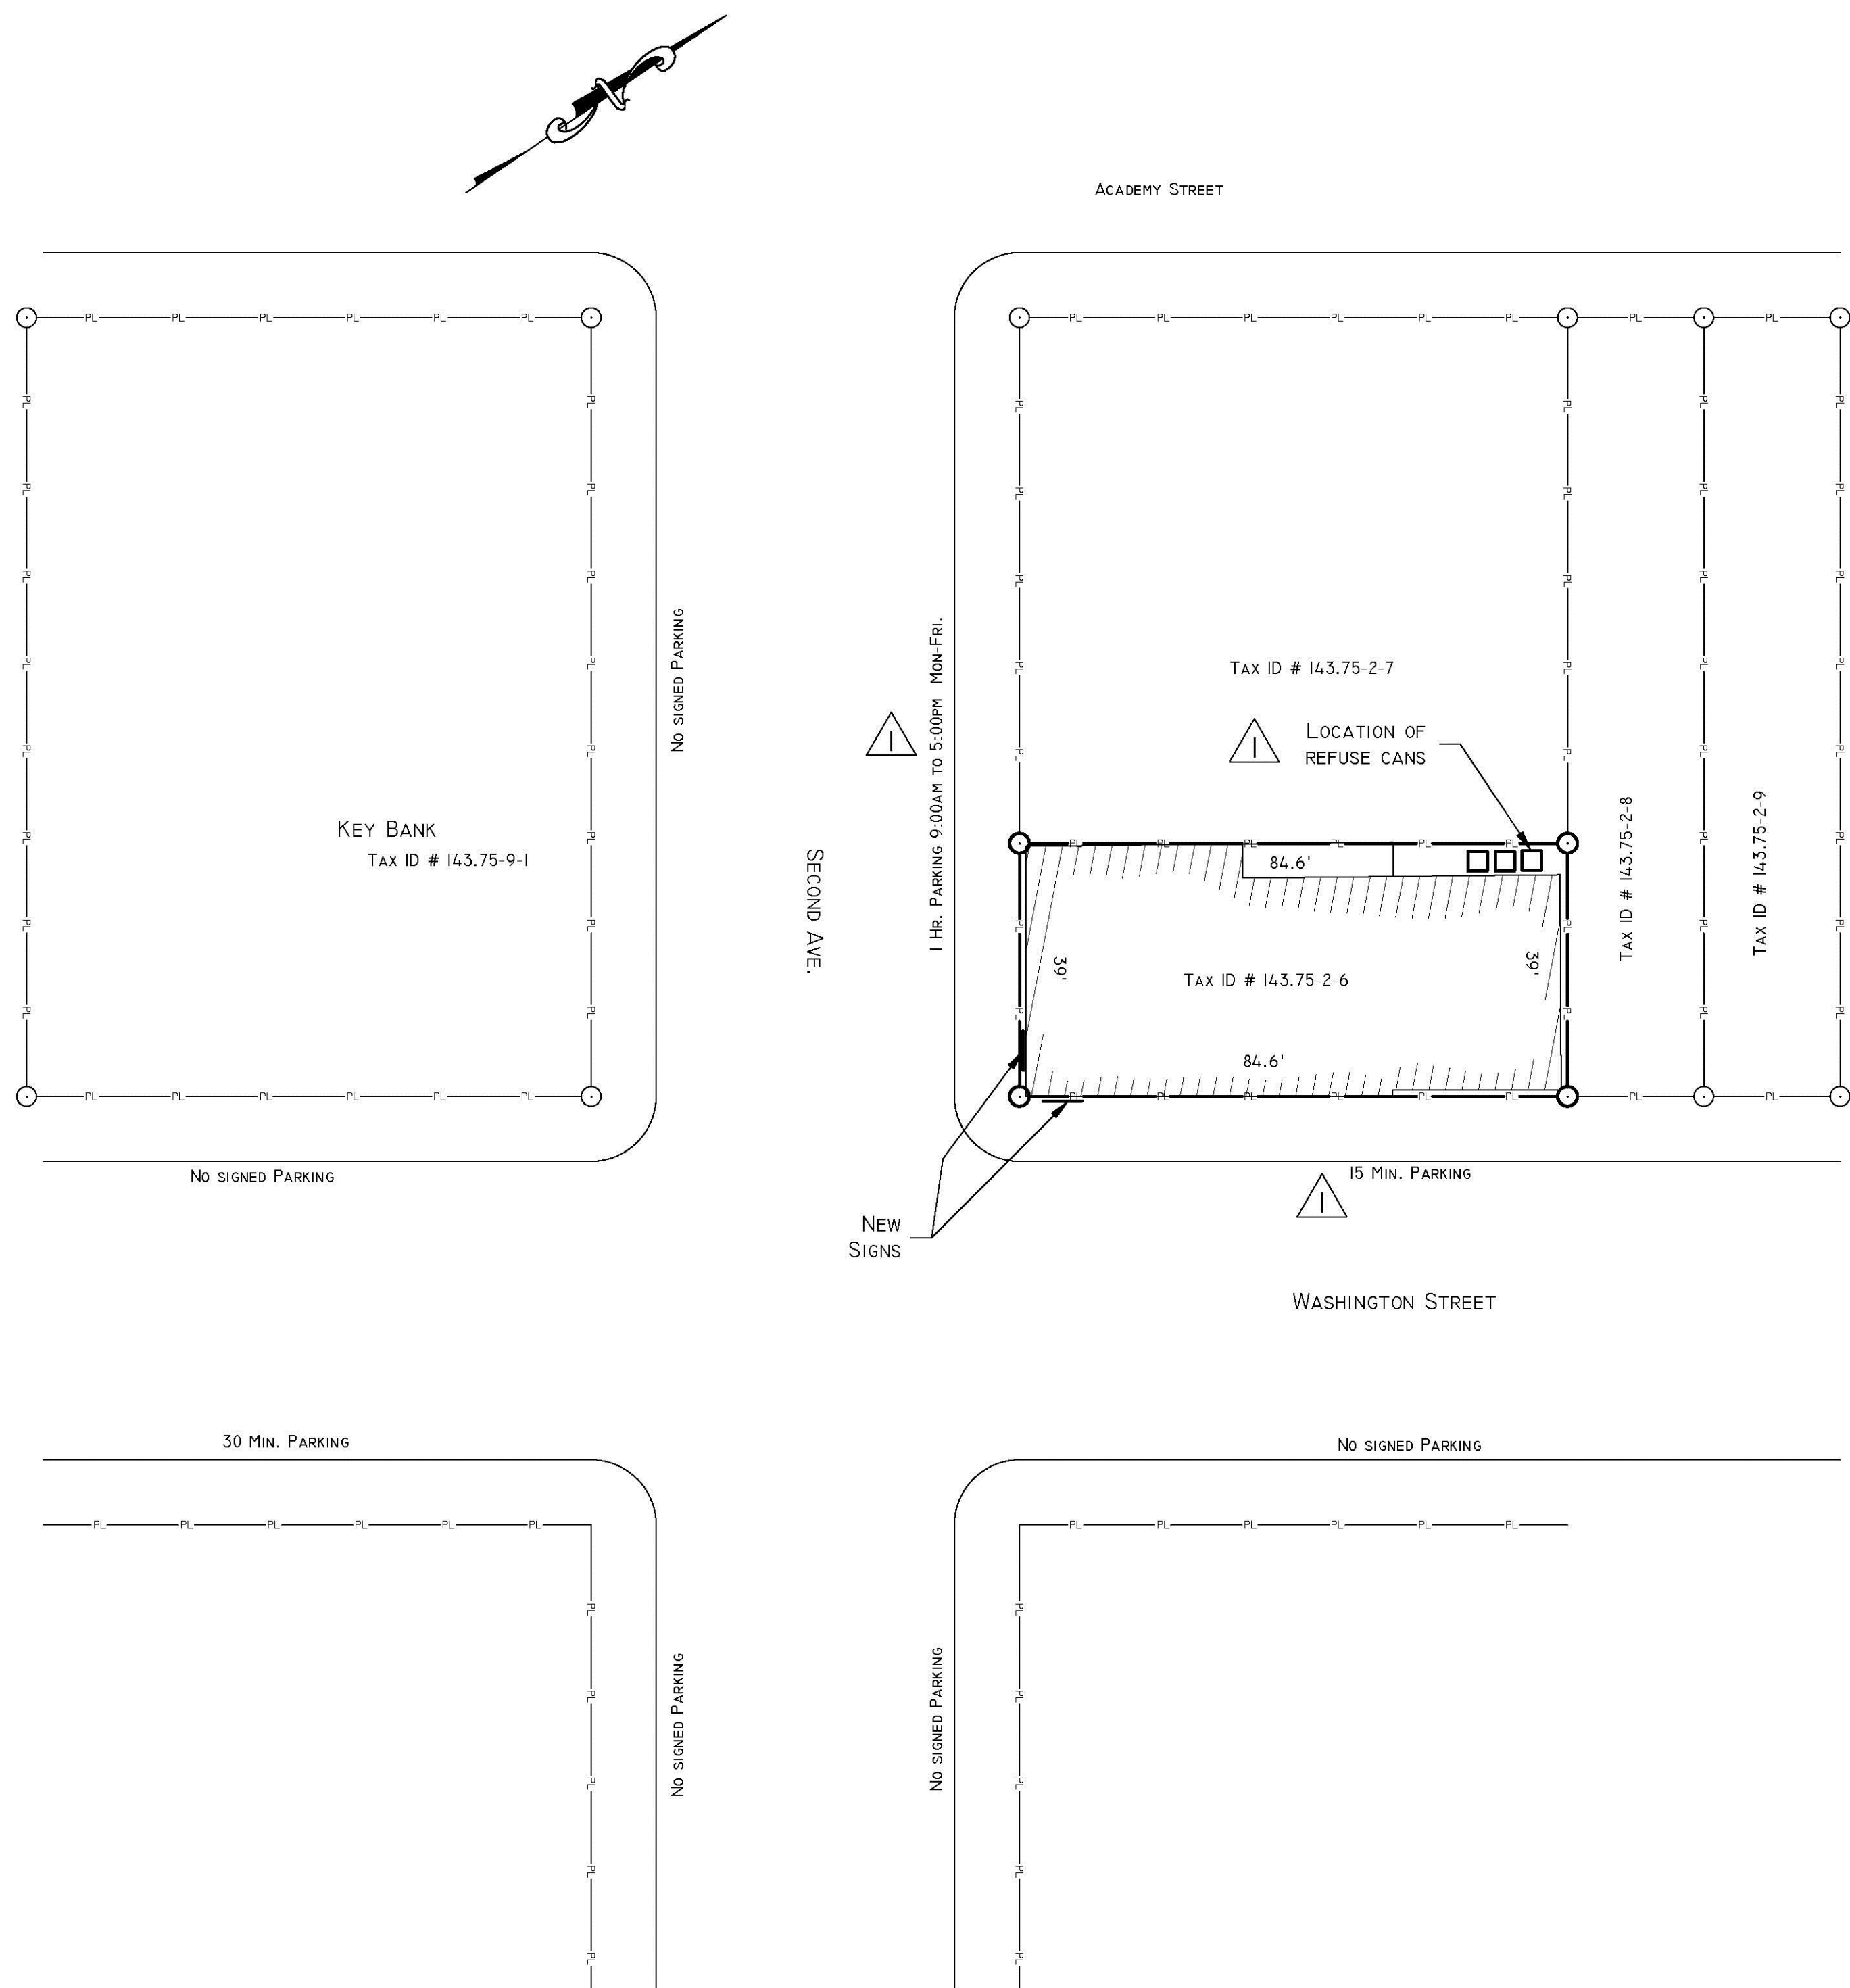 Academy Street
No signed Parking
1 Hr. Parking 9:00am to 5:00pm Mon-Fri.
Tax ID # 143.75-2-7
1
1
Location of
refuse cans
Key Bank
Tax ID # 143.75-9-1
Second Ave.
84.6'
Tax ID # 143.75-2-8
Tax ID # 143.75-2-9
39'
39'
Tax ID # 143.75-2-6
84.6'
No signed Parking
15 Min. Parking
1
New
Signs
Washington Street
30 Min. Parking
No signed Parking
No signed Parking
No signed Parking